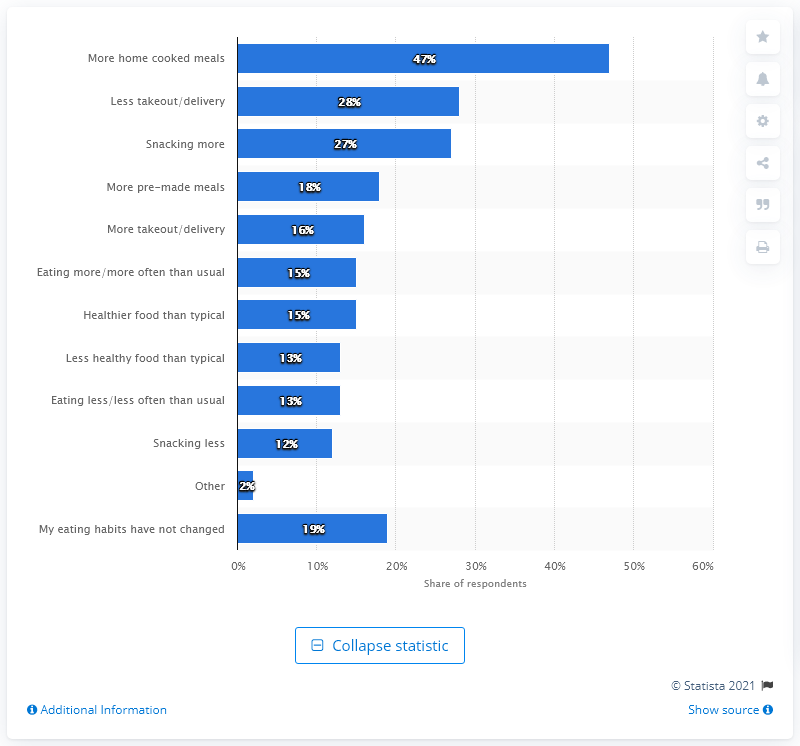 More home cooked meals 47%
Less takeout/delivery 28%
Snacking more 27%
More pre-made meals 18%
More takeout/delivery 16%
Eating more/more often than usual 15%
Healthier food than typical 15%
Less healthy food than typical 13%
Eating less/less often than usual 13%
Snacking less 12%
Other 2%
My eating habits have not changed 19%
0% 10% 20% 30% 40% 50% 60%
Share of respondents
Collapse statistic
© Statista 2021
Additional Information Show source